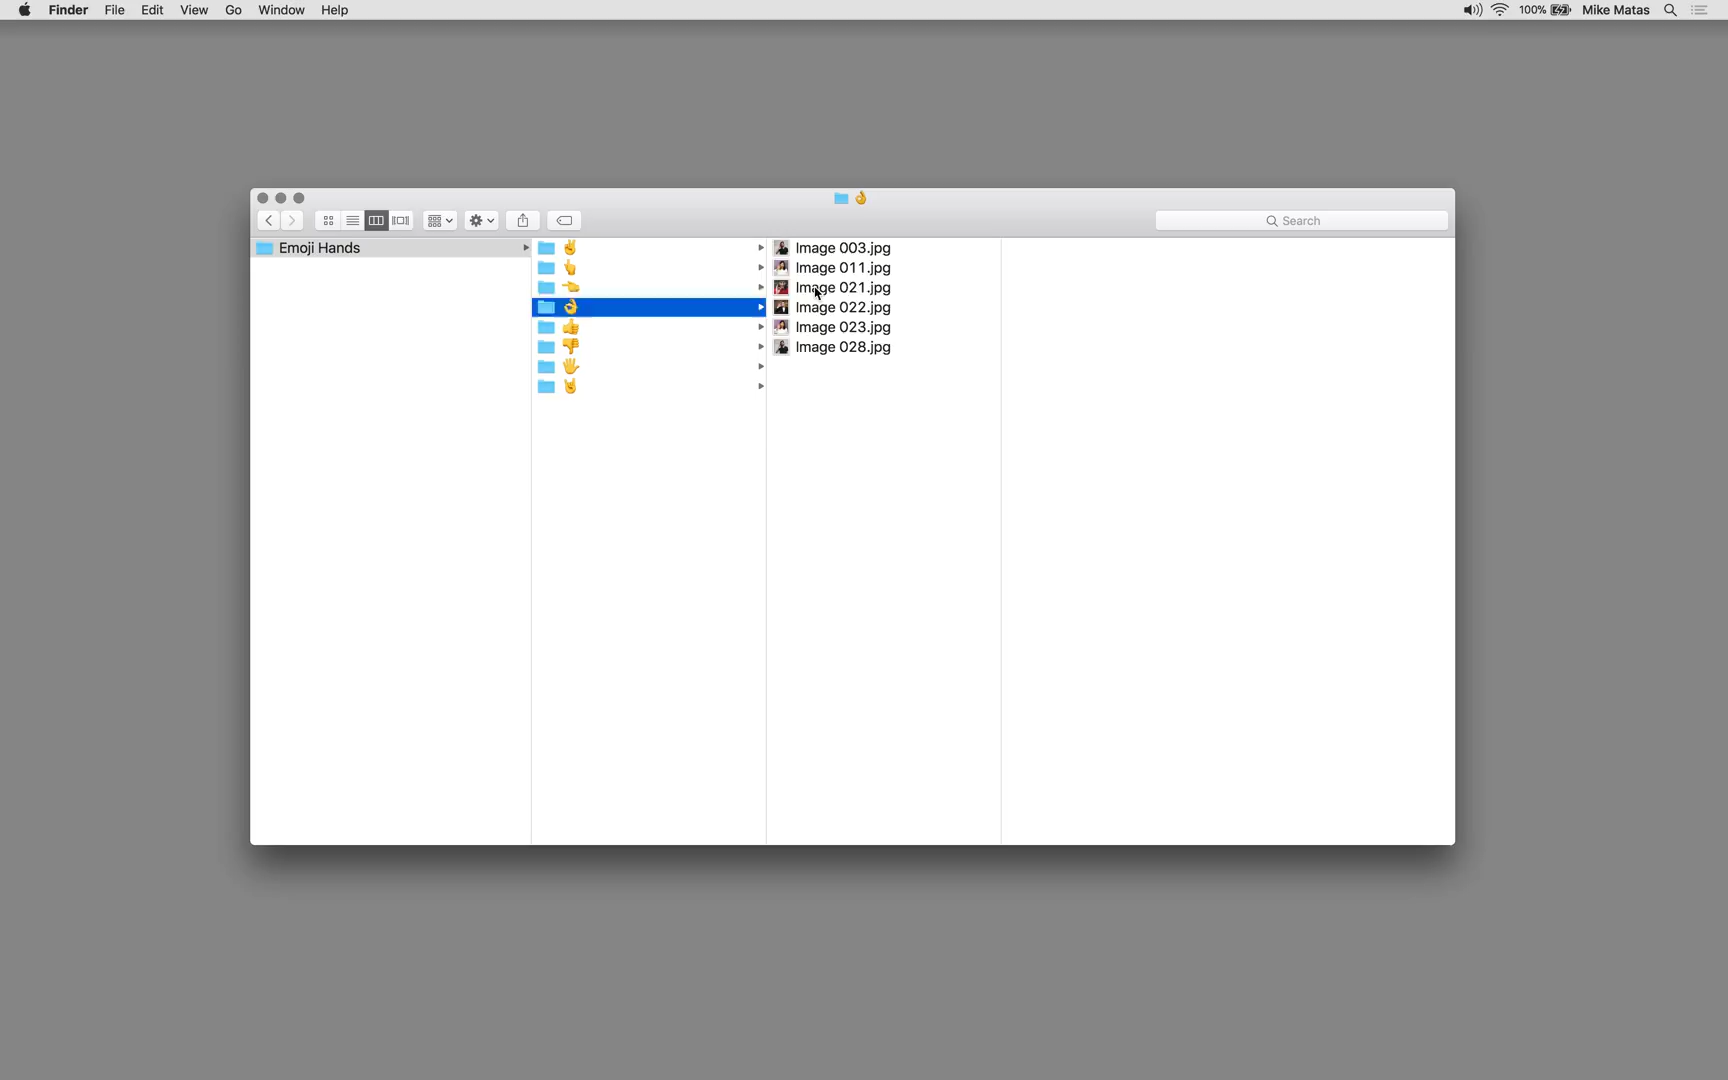 Finder File Edit View Go Window Help 100% Mike Matas
👌
Search
Emoji Hands
✌️
👆
👈
👌
👍
👎
🖐
🤘
Image 003.jpg
Image 011.jpg
Image 021.jpg
Image 022.jpg
Image 023.jpg
Image 028.jpg